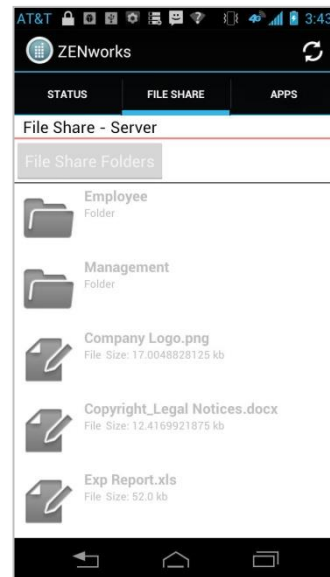 AT&T 3:43
ZENworks
STATUS FILE SHARE APPS
File Share - Server
File Share Folders
Employee
Folder
Management
Folder
Company Logo.png
File Size: 17.0048828125 kb
Copyright_Legal Notices.docx
File Size: 12.4169921875 kb
Exp Report.xls
File Size: 52.0 kb